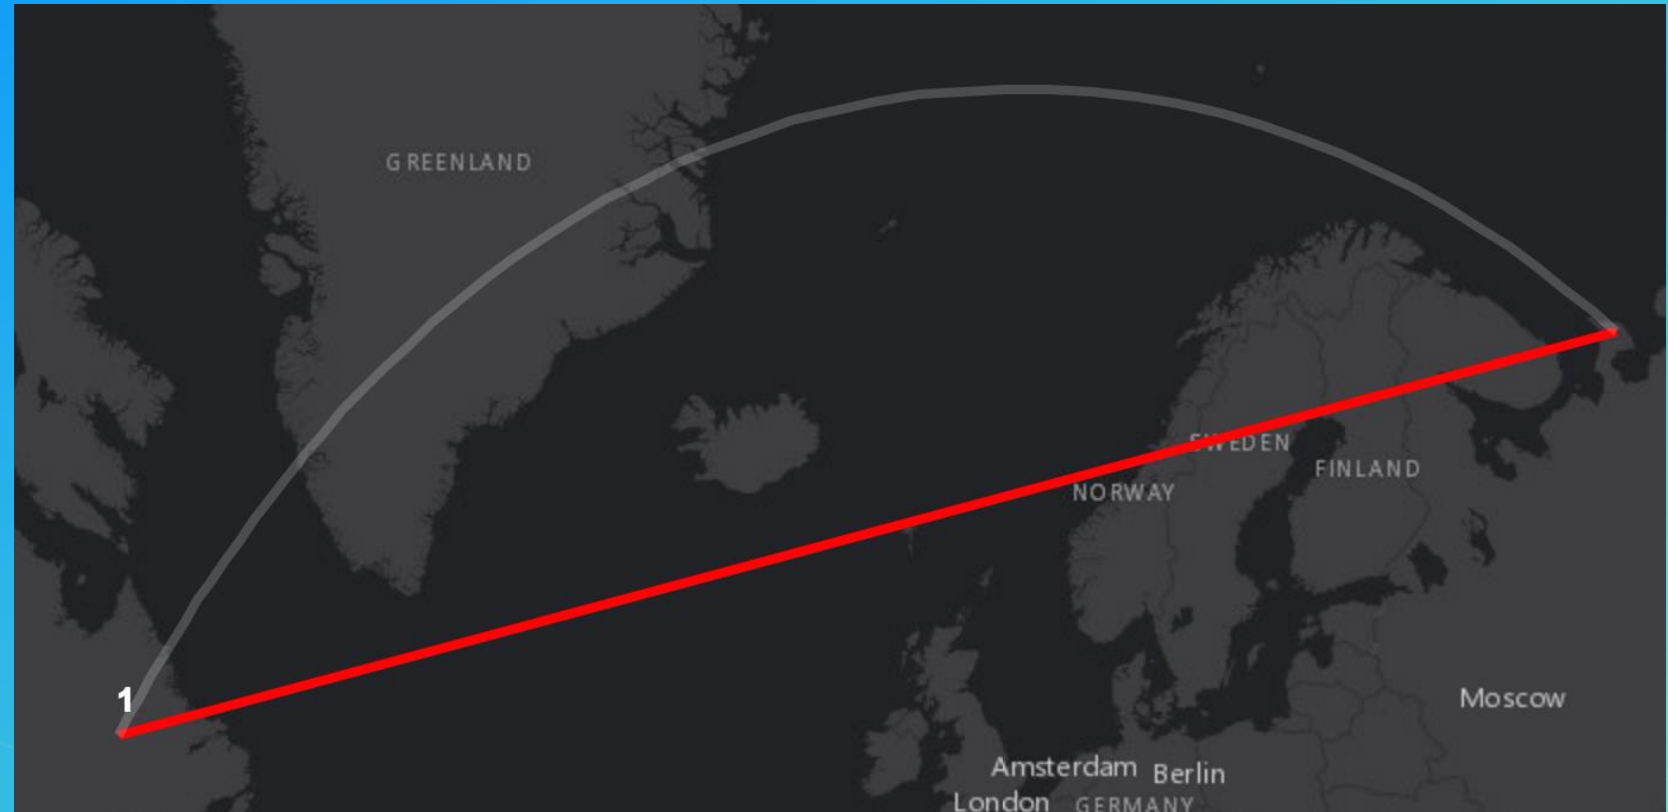 GREENLAND
SWEDEN
FINLAND
NORWAY
1
Moscow
Amsterdam
Berlin
London
GERMANY